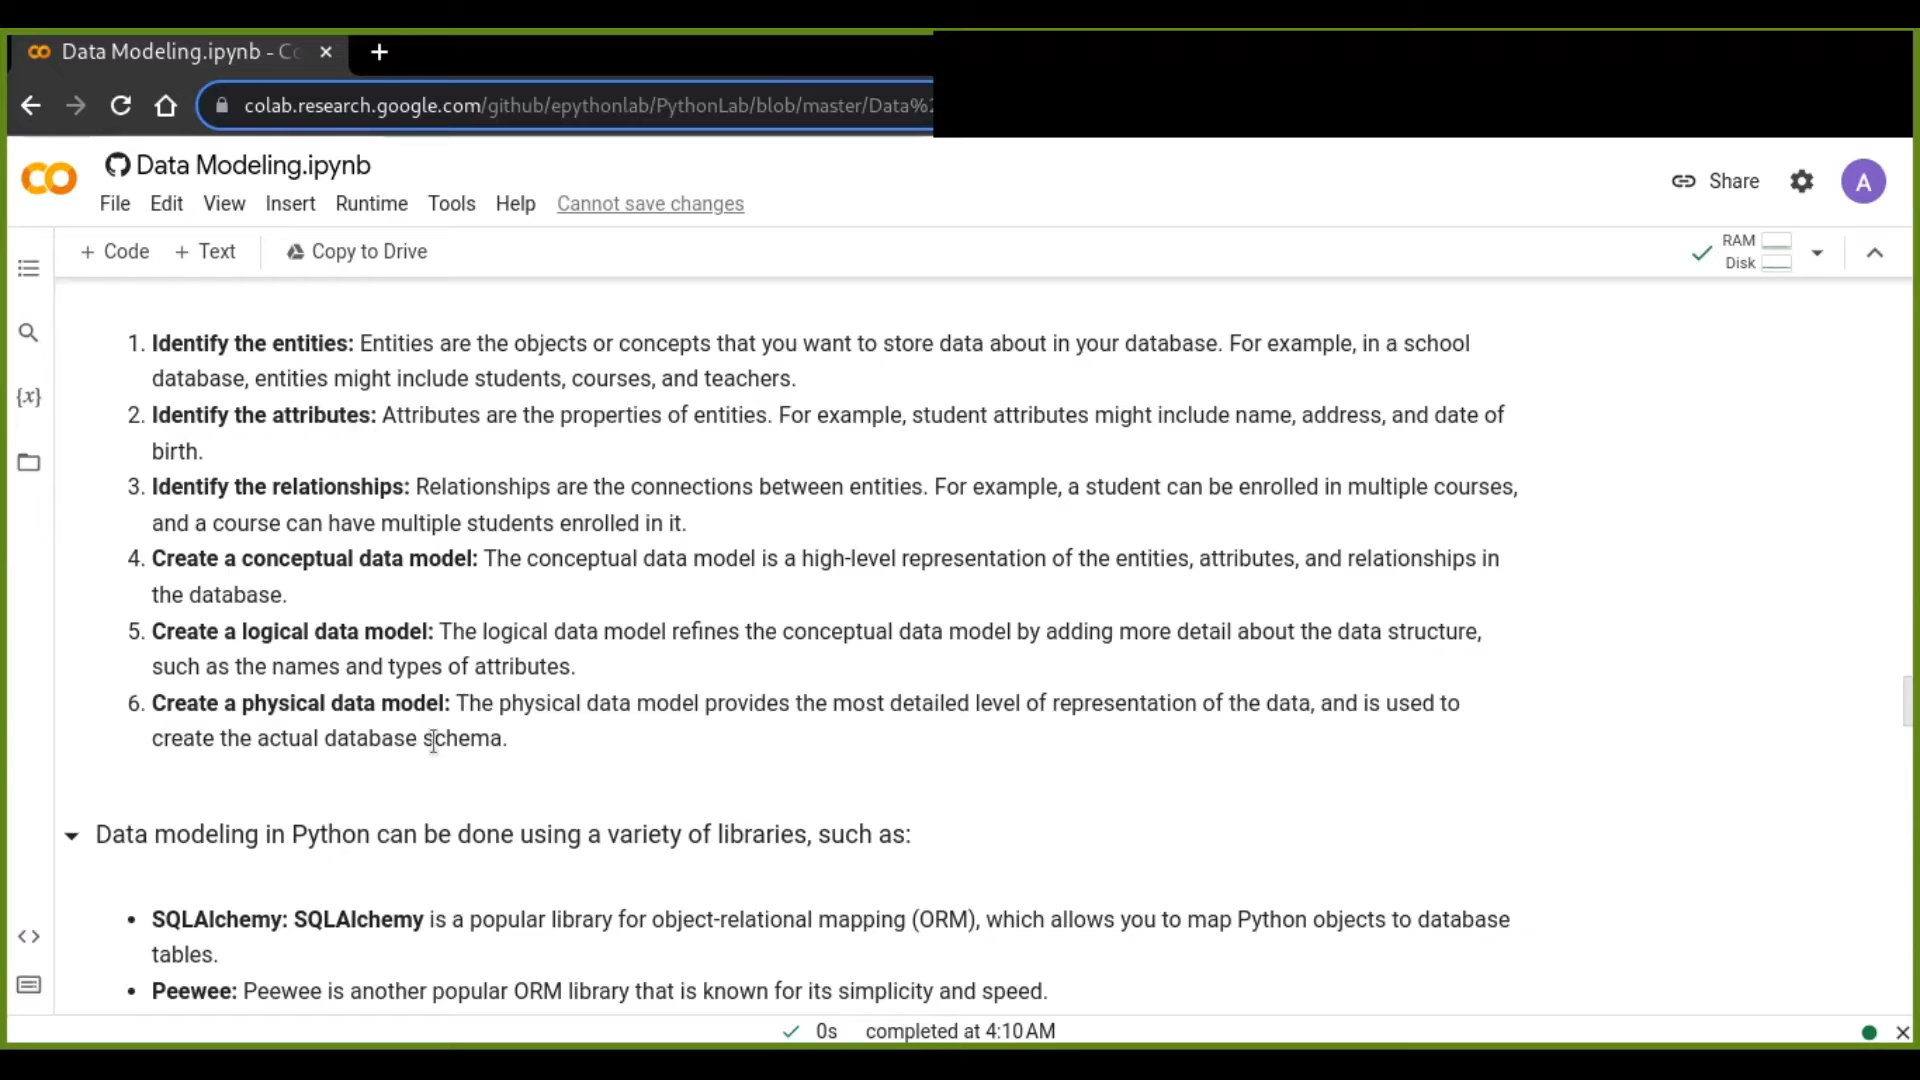 Data Modeling.ipynb - Co
colab.research.google.com/github/epythonlab/PythonLab/blob/master/Data%2
Data Modeling.ipynb
File Edit View Insert Runtime Tools Help Cannot save changes
Share
A
+ Code + Text Copy to Drive
RAM
Disk
{x}
1. Identify the entities: Entities are the objects or concepts that you want to store data about in your database. For example, in a school
database, entities might include students, courses, and teachers.
2. Identify the attributes: Attributes are the properties of entities. For example, student attributes might include name, address, and date of
birth.
3. Identify the relationships: Relationships are the connections between entities. For example, a student can be enrolled in multiple courses,
and a course can have multiple students enrolled in it.
4. Create a conceptual data model: The conceptual data model is a high-level representation of the entities, attributes, and relationships in
the database.
5. Create a logical data model: The logical data model refines the conceptual data model by adding more detail about the data structure,
such as the names and types of attributes.
6. Create a physical data model: The physical data model provides the most detailed level of representation of the data, and is used to
create the actual database schema.
Data modeling in Python can be done using a variety of libraries, such as:
• SQLAlchemy: SQLAlchemy is a popular library for object-relational mapping (ORM), which allows you to map Python objects to database
tables.
• Peewee: Peewee is another popular ORM library that is known for its simplicity and speed.
0s completed at 4:10 AM